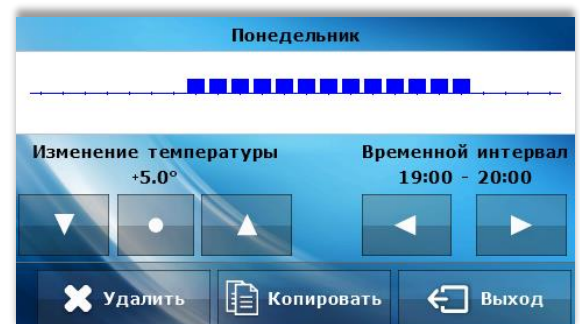 Понедельник
Изменение температуры
+5.0°
Временной интервал
19:00 - 20:00
Удалить
Копировать
Выход